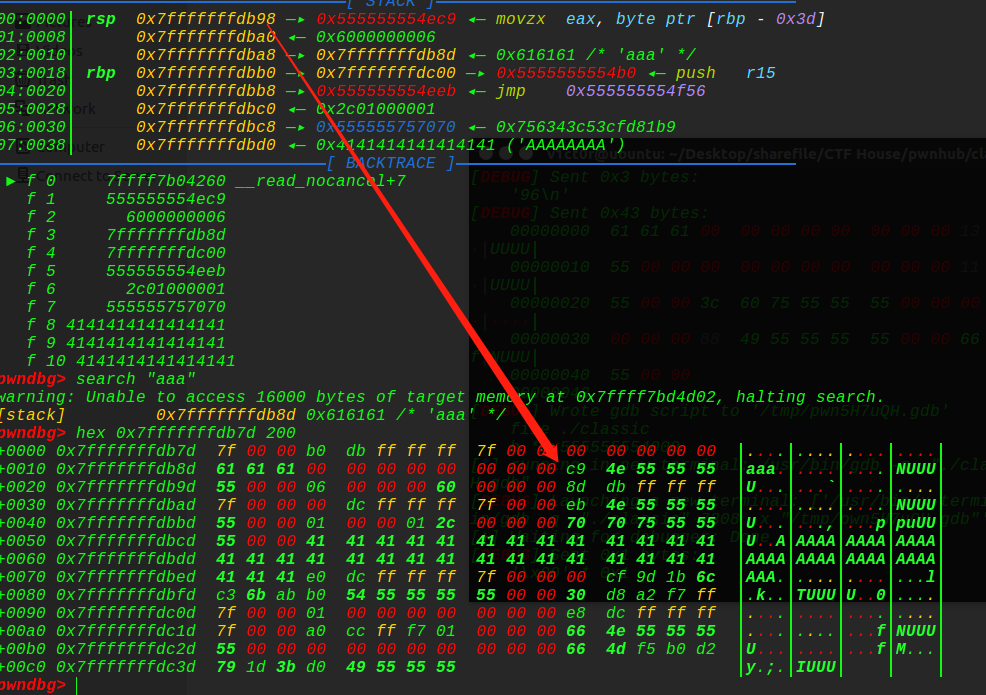 [ STACK ]
00:0000│ rsp 0x7fffffffdb98 —▸ 0x555555554ec9 ◂— movzx eax, byte ptr [rbp - 0x3d]
01:0008│ 0x7fffffffdba0 ◂— 0x6000000006
02:0010│ 0x7fffffffdba8 —▸ 0x7fffffffdb8d ◂— 0x616161 /* 'aaa' */
03:0018│ rbp 0x7fffffffdbb0 —▸ 0x7fffffffdc00 —▸ 0x5555555554b0 ◂— push r15
04:0020│ 0x7fffffffdbb8 —▸ 0x555555554eeb ◂— jmp 0x555555554f56
05:0028│ 0x7fffffffdbc0 ◂— 0x2c01000001
06:0030│ 0x7fffffffdbc8 —▸ 0x555555757070 ◂— 0x756343c53cfd81b9
07:0038│ 0x7fffffffdbd0 ◂— 0x4141414141414141 ('AAAAAAAA')
[ BACKTRACE ]
► f 0 7ffff7b04260 __read_nocancel+7
f 1 555555554ec9
f 2 6000000006
f 3 7fffffffdb8d
f 4 7fffffffdc00
f 5 555555554eeb
f 6 2c01000001
f 7 555555757070
f 8 4141414141414141
f 9 4141414141414141
f 10 4141414141414141
pwndbg> search "aaa"
warning: Unable to access 16000 bytes of target memory at 0x7ffff7bd4d02, halting search.
[stack] 0x7fffffffdb8d 0x616161 /* 'aaa' */
pwndbg> hex 0x7fffffffdb7d 200
+0000 0x7fffffffdb7d 7f 00 00 b0 db ff ff ff 7f 00 00 00 00 00 00 00 │....│....│....│....│
+0010 0x7fffffffdb8d 61 61 61 00 00 00 00 00 00 00 00 c9 4e 55 55 55 │aaa.│....│....│NUUU│
+0020 0x7fffffffdb9d 55 00 00 06 00 00 00 60 00 00 00 8d db ff ff ff │U...│...`│....│....│
+0030 0x7fffffffdbad 7f 00 00 00 dc ff ff ff 7f 00 00 eb 4e 55 55 55 │....│....│....│NUUU│
+0040 0x7fffffffdbbd 55 00 00 01 00 00 01 2c 00 00 00 70 70 75 55 55 │U...│...,│...p│puUU│
+0050 0x7fffffffdbcd 55 00 00 41 41 41 41 41 41 41 41 41 41 41 41 41 │U..A│AAAA│AAAA│AAAA│
+0060 0x7fffffffdbdd 41 41 41 41 41 41 41 41 41 41 41 41 41 41 41 41 │AAAA│AAAA│AAAA│AAAA│
+0070 0x7fffffffdbed 41 41 41 e0 dc ff ff ff 7f 00 00 00 cf 9d 1b 6c │AAA.│....│....│...l│
+0080 0x7fffffffdbfd c3 6b ab b0 54 55 55 55 55 00 00 30 d8 a2 f7 ff │.k..│TUUU│U..0│....│
+0090 0x7fffffffdc0d 7f 00 00 01 00 00 00 00 00 00 00 e8 dc ff ff ff │....│....│....│....│
+00a0 0x7fffffffdc1d 7f 00 00 a0 cc ff f7 01 00 00 00 66 4e 55 55 55 │....│....│...f│NUUU│
+00b0 0x7fffffffdc2d 55 00 00 00 00 00 00 00 00 00 00 66 4d f5 b0 d2 │U...│....│...f│M...│
+00c0 0x7fffffffdc3d 79 1d 3b d0 49 55 55 55 │y.;.│IUUU│
pwndbg>